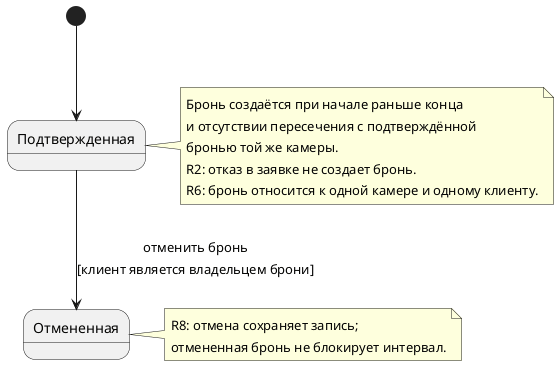 Подтвержденная
Бронь создаётся при начале раньше конца
и отсутствии пересечения с подтверждённой
бронью той же камеры.
R2: отказ в заявке не создает бронь.
R6: бронь относится к одной камере и одному клиенту.
отменить бронь
[клиент является владельцем брони]
Отмененная
R8: отмена сохраняет запись;
отмененная бронь не блокирует интервал.